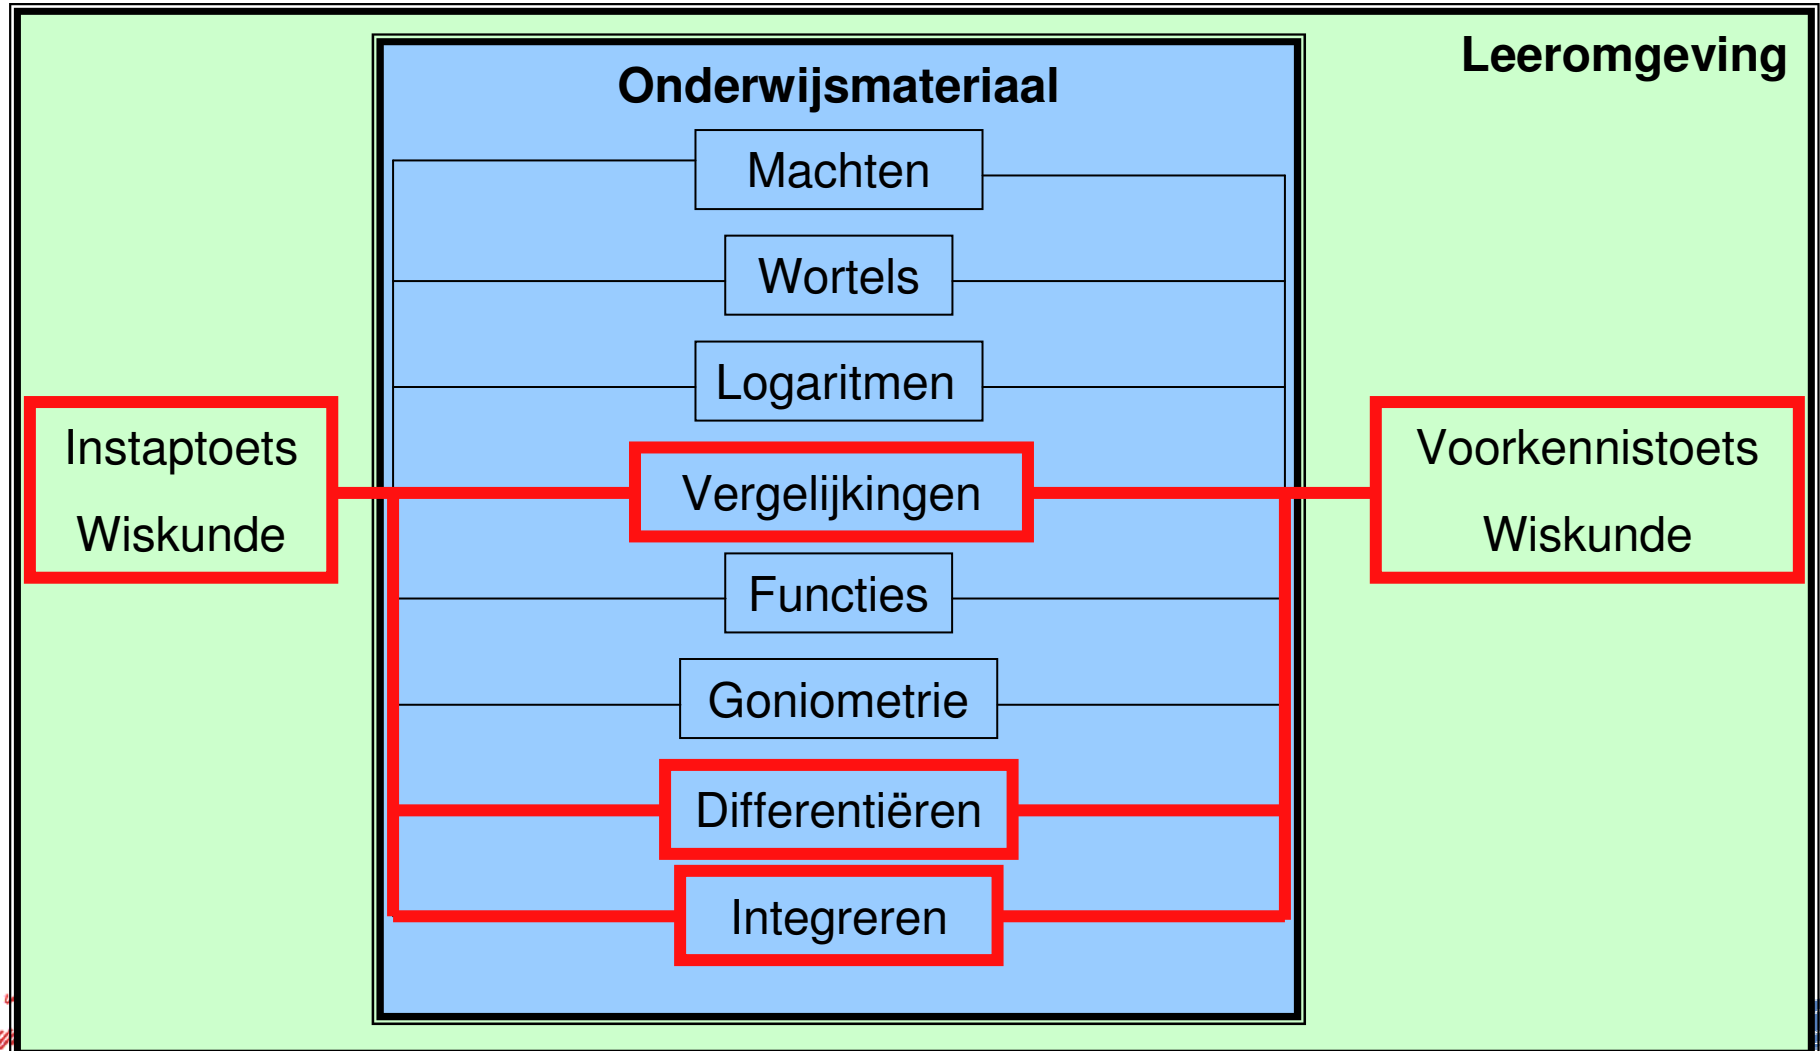 Leeromgeving
Onderwijsmateriaal
Machten
Wortels
Logaritmen
Instaptoets
Wiskunde
Vergelijkingen
Voorkennistoets
Wiskunde
Functies
Goniometrie
Differentiëren
Integreren